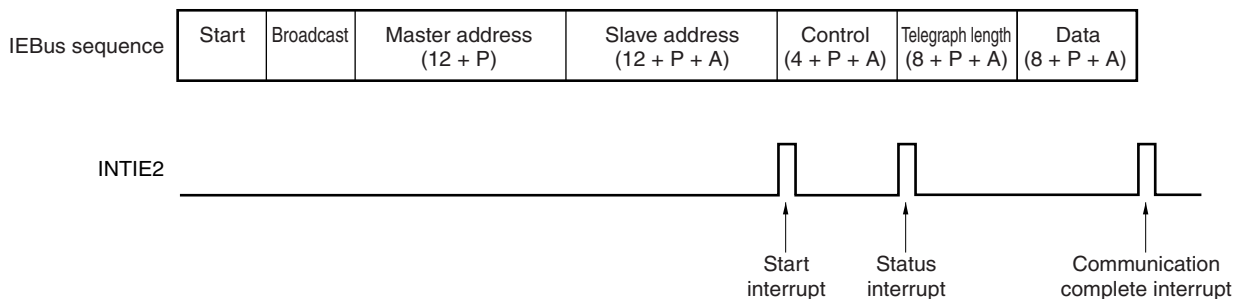 IEBus sequence
Start
Broadcast
Master address
(12 + P)
Slave address
(12 + P + A)
Control
(4 + P + A)
Telegraph length
(8 + P + A)
Data
(8 + P + A)
INTIE2
Start
interrupt
Status
interrupt
Communication
complete interrupt